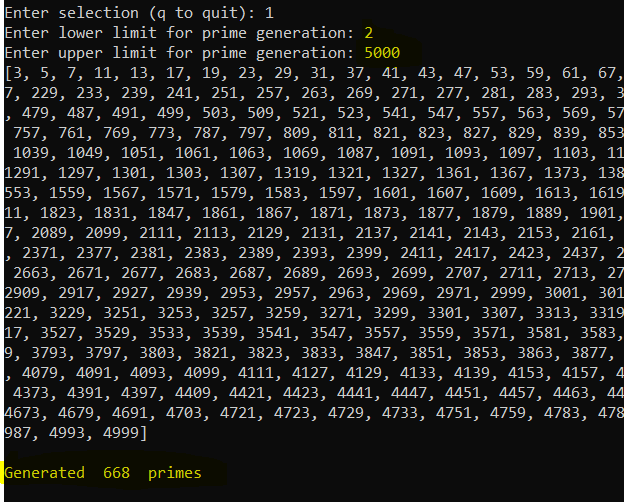 Enter selection (q to quit): 1
Enter lower limit for prime generation: 2
Enter upper limit for prime generation: 5000
[3, 5, 7, 11, 13, 17, 19, 23, 29, 31, 37, 41, 43, 47, 53, 59, 61, 67,
7, 229, 233, 239, 241, 251, 257, 263, 269, 271, 277, 281, 283, 293, 3
, 479, 487, 491, 499, 503, 509, 521, 523, 541, 547, 557, 563, 569, 57
757, 761, 769, 773, 787, 797, 809, 811, 821, 823, 827, 829, 839, 853
1039, 1049, 1051, 1061, 1063, 1069, 1087, 1091, 1093, 1097, 1103, 11
1291, 1297, 1301, 1303, 1307, 1319, 1321, 1327, 1361, 1367, 1373, 138
553, 1559, 1567, 1571, 1579, 1583, 1597, 1601, 1607, 1609, 1613, 1619
11, 1823, 1831, 1847, 1861, 1867, 1871, 1873, 1877, 1879, 1889, 1901,
7, 2089, 2099, 2111, 2113, 2129, 2131, 2137, 2141, 2143, 2153, 2161,
, 2371, 2377, 2381, 2383, 2389, 2393, 2399, 2411, 2417, 2423, 2437, 2
2663, 2671, 2677, 2683, 2687, 2689, 2693, 2699, 2707, 2711, 2713, 27
2909, 2917, 2927, 2939, 2953, 2957, 2963, 2969, 2971, 2999, 3001, 301
221, 3229, 3251, 3253, 3257, 3259, 3271, 3299, 3301, 3307, 3313, 3319
17, 3527, 3529, 3533, 3539, 3541, 3547, 3557, 3559, 3571, 3581, 3583,
9, 3793, 3797, 3803, 3821, 3823, 3833, 3847, 3851, 3853, 3863, 3877,
, 4079, 4091, 4093, 4099, 4111, 4127, 4129, 4133, 4139, 4153, 4157, 4
4373, 4391, 4397, 4409, 4421, 4423, 4441, 4447, 4451, 4457, 4463, 44
4673, 4679, 4691, 4703, 4721, 4723, 4729, 4733, 4751, 4759, 4783, 478
987, 4993, 4999]
Generated 668 primes